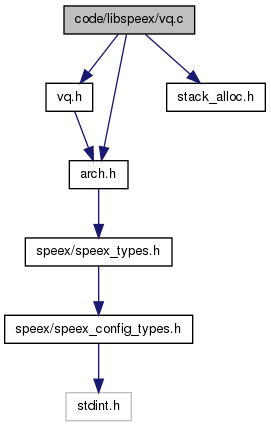 code/libspeex/vq.c
vq.h
stack_alloc.h
arch.h
speex/speex_types.h
speex/speex_config_types.h
stdint.h